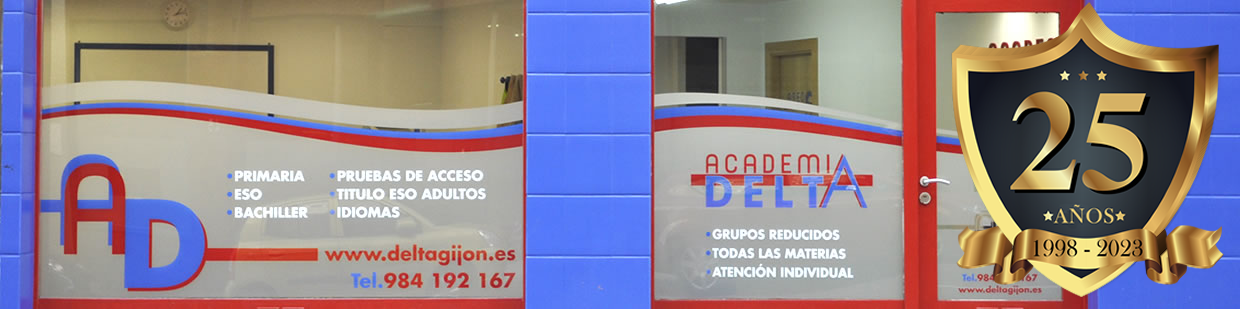 AD
•PRIMARIA
•ESO
•BACHILLER
•PRUEBAS DE ACCESO
•TITULO ESO ADULTOS
•IDIOMAS
www.deltagijon.es
Tel.984 192 167
ACADEMIA
DELTA
•GRUPOS REDUCIDOS
•TODAS LAS MATERIAS
•ATENCIÓN INDIVIDUAL
25
AÑOS
1998 - 2023
www.deltagijon.es